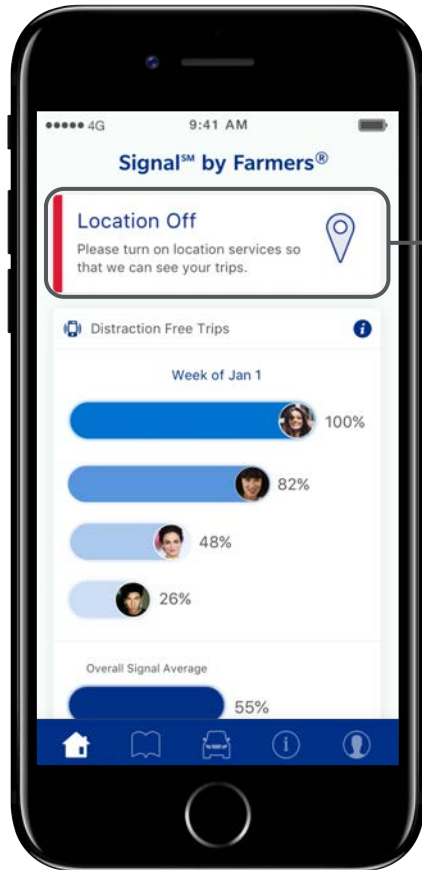 4G 9:41 AM
Signal℠ by Farmers®
Location Off
Please turn on location services so
that we can see your trips.
Distraction Free Trips
Week of Jan 1
100%
82%
48%
26%
Overall Signal Average
55%